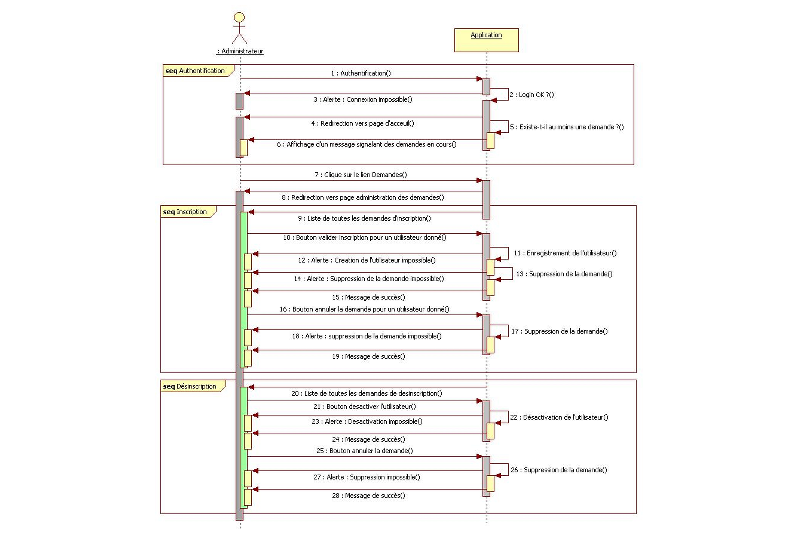 Application
: Administrateur
seq Authentification
1 : Authantification()
2 : Login OK ?()
3 : Alerte : Connexion impossible()
4 : Redirection vers page d'acceuil()
5 : Existe-t-il au moins une demande ?()
6 : Affichage d'un message signalant des demandes en cours()
7 : Clique sur le lien Demandes()
8 : Redirection vers page administration des demandes()
seq Inscription
9 : Liste de toutes les demandes d'inscription()
10 : Bouton valider inscription pour un utilisateur donné()
11 : Enregistrement de l'utilisateur()
12 : Alerte : Creation de l'utilisateur impossible()
13 : Suppression de la demande()
14 : Alerte : Suppression de la demande impossible()
15 : Message de succès()
16 : Bouton annuler la demande pour un utilisateur donné()
17 : Suppression de la demande()
18 : Alerte : suppression de la demande impossible()
19 : Message de succès()
seq Désinscription
20 : Liste de toutes les demandes de desinscription()
21 : Bouton desactiver l'utilisateur()
22 : Désactivation de l'utilisateur()
23 : Alerte : Desactivation impossible()
24 : Message de succès()
25 : Bouton annuler la demande()
26 : Suppression de la demande()
27 : Alerte : Suppression impossible()
28 : Message de succès()